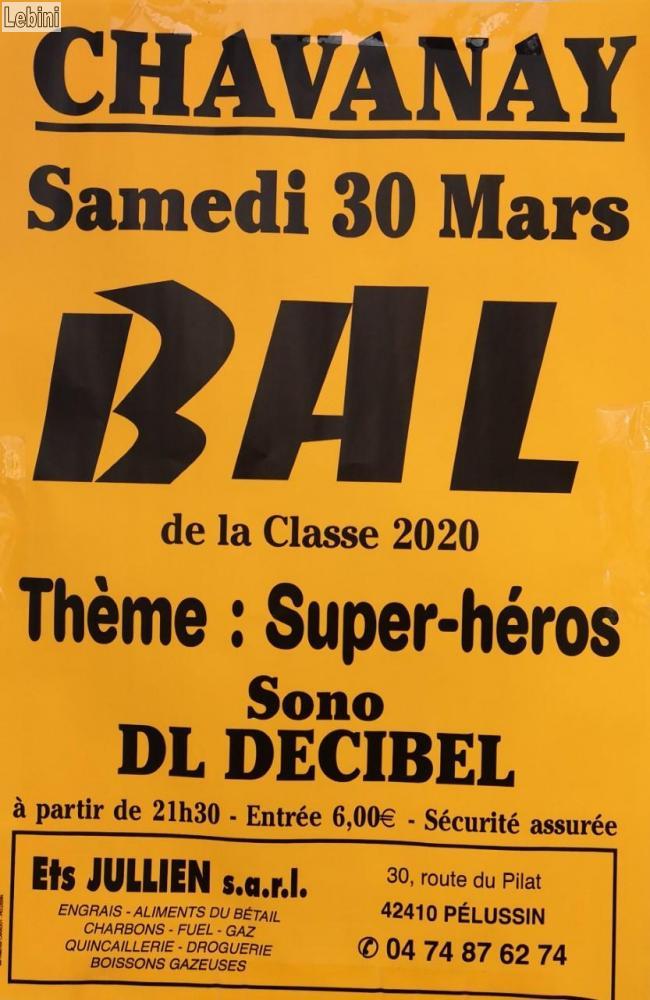 Lebini
CHAVANAY
Samedi 30 Mars
BAL
de la Classe 2020
Thème : Super-héros
Sono
DL DECIBEL
à partir de 21h30 - Entrée 6,00€ - Sécurité assurée
Ets JULLIEN s.a.r.l.
ENGRAIS - ALIMENTS DU BÉTAIL
CHARBONS - FUEL - GAZ
QUINCAILLERIE - DROGUERIE
BOISSONS GAZEUSES
30, route du Pilat
42410 PÉLUSSIN
✆ 04 74 87 62 74